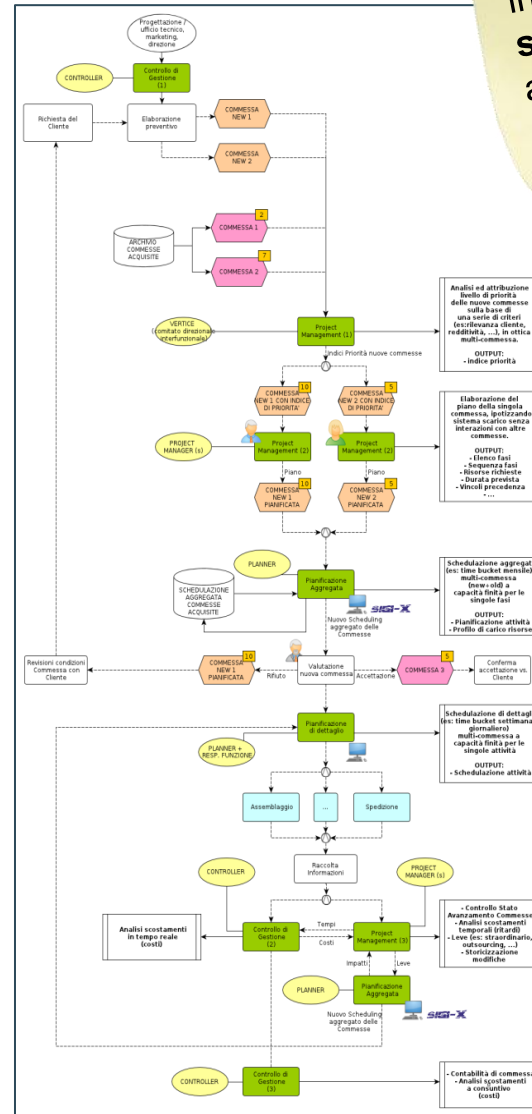 Progettazione /
ufficio tecnico,
marketing,
direzione
CONTROLLER
Controllo di
Gestione
(1)
Richiesta del
Cliente
Elaborazione
preventivo
COMMESSA
NEW 1
COMMESSA
NEW 2
ARCHIVIO
COMMESSE
ACQUISITE
2
COMMESSA 1
7
COMMESSA 2
VERTICE
(comitato direzionale
interfunzionale)
Project
Management (1)
Analisi ed attribuzione
livello di priorità
delle nuove commesse
sulla base di
una serie di criteri
(es:rilevanza cliente,
redditività, ...), in ottica
multi-commessa.
OUTPUT:
- indice priorità
Indici Priorità nuove commesse
10
COMMESSA
NEW 1 CON INDICE
DI PRIORITA'
5
COMMESSA
NEW 2 CON INDICE
DI PRIORITA'
PROJECT
MANAGER (s)
Project
Management (2)
Project
Management (2)
Elaborazione del
piano della singola
commessa, ipotizzando
sistema scarico senza
interazioni con altre
commesse.
OUTPUT:
- Elenco fasi
- Sequenza fasi
- Risorse richieste
- Durata prevista
- Vincoli precedenza
- ...
Piano
Piano
10
COMMESSA
NEW 1
PIANIFICATA
5
COMMESSA
NEW 2
PIANIFICATA
PLANNER
SCHEDULAZIONE
AGGREGATA
COMMESSE
ACQUISITE
Pianificazione
Aggregata
SIGI-X
Schedulazione aggregat
(es: time bucket mensile)
multi-commessa
(new+old) a
capacità finita per le
singole fasi
OUTPUT:
- Pianificazione attività
- Profilo di carico risorse
Nuovo Scheduling
aggregato delle
Commesse
Revisioni condizioni
Commessa con
Cliente
10
COMMESSA
NEW 1
PIANIFICATA
Rifiuto
Valutazione
nuova commessa
Accettazione
5
COMMESSA 3
Conferma
accettazione vs.
Cliente
Pianificazione
di dettaglio
PLANNER +
RESP. FUNZIONE
Schedulazione di dettagli
(es: time bucket settimana
giornaliero)
multi-commessa a
capacità finita per le
singole attività
OUTPUT:
- Schedulazione attività
Assemblaggio
...
Spedizione
Raccolta
Informazioni
CONTROLLER
PROJECT
MANAGER (s)
Analisi scostamenti
in tempo reale
(costi)
Controllo di
Gestione
(2)
Tempi
Costi
Project
Management (3)
- Controllo Stato
Avanzamento Commesse
- Analisi scostamenti
temporali (ritardi)
- Leve (es: straordinario,
outsourcing, ...)
- Storicizzazione
modifiche
Impatti
Leve
PLANNER
Pianificazione
Aggregata
SIGI-X
Nuovo Scheduling
aggregato delle
Commesse
CONTROLLER
Controllo di
Gestione
(3)
- Contabilità di commessa
- Analisi scostamenti
a consuntivo
(costi)